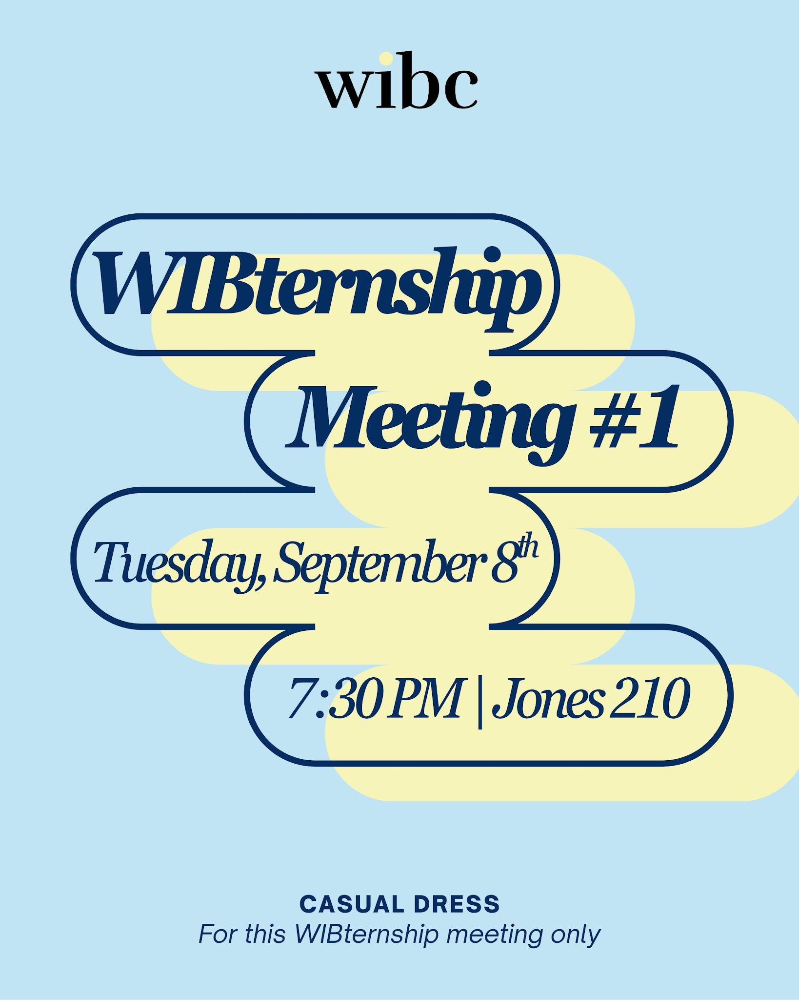 wibc
WIBternship
Meeting #1
Tuesday, September 8th
7:30 PM | Jones 210
CASUAL DRESS
For this WIBternship meeting only